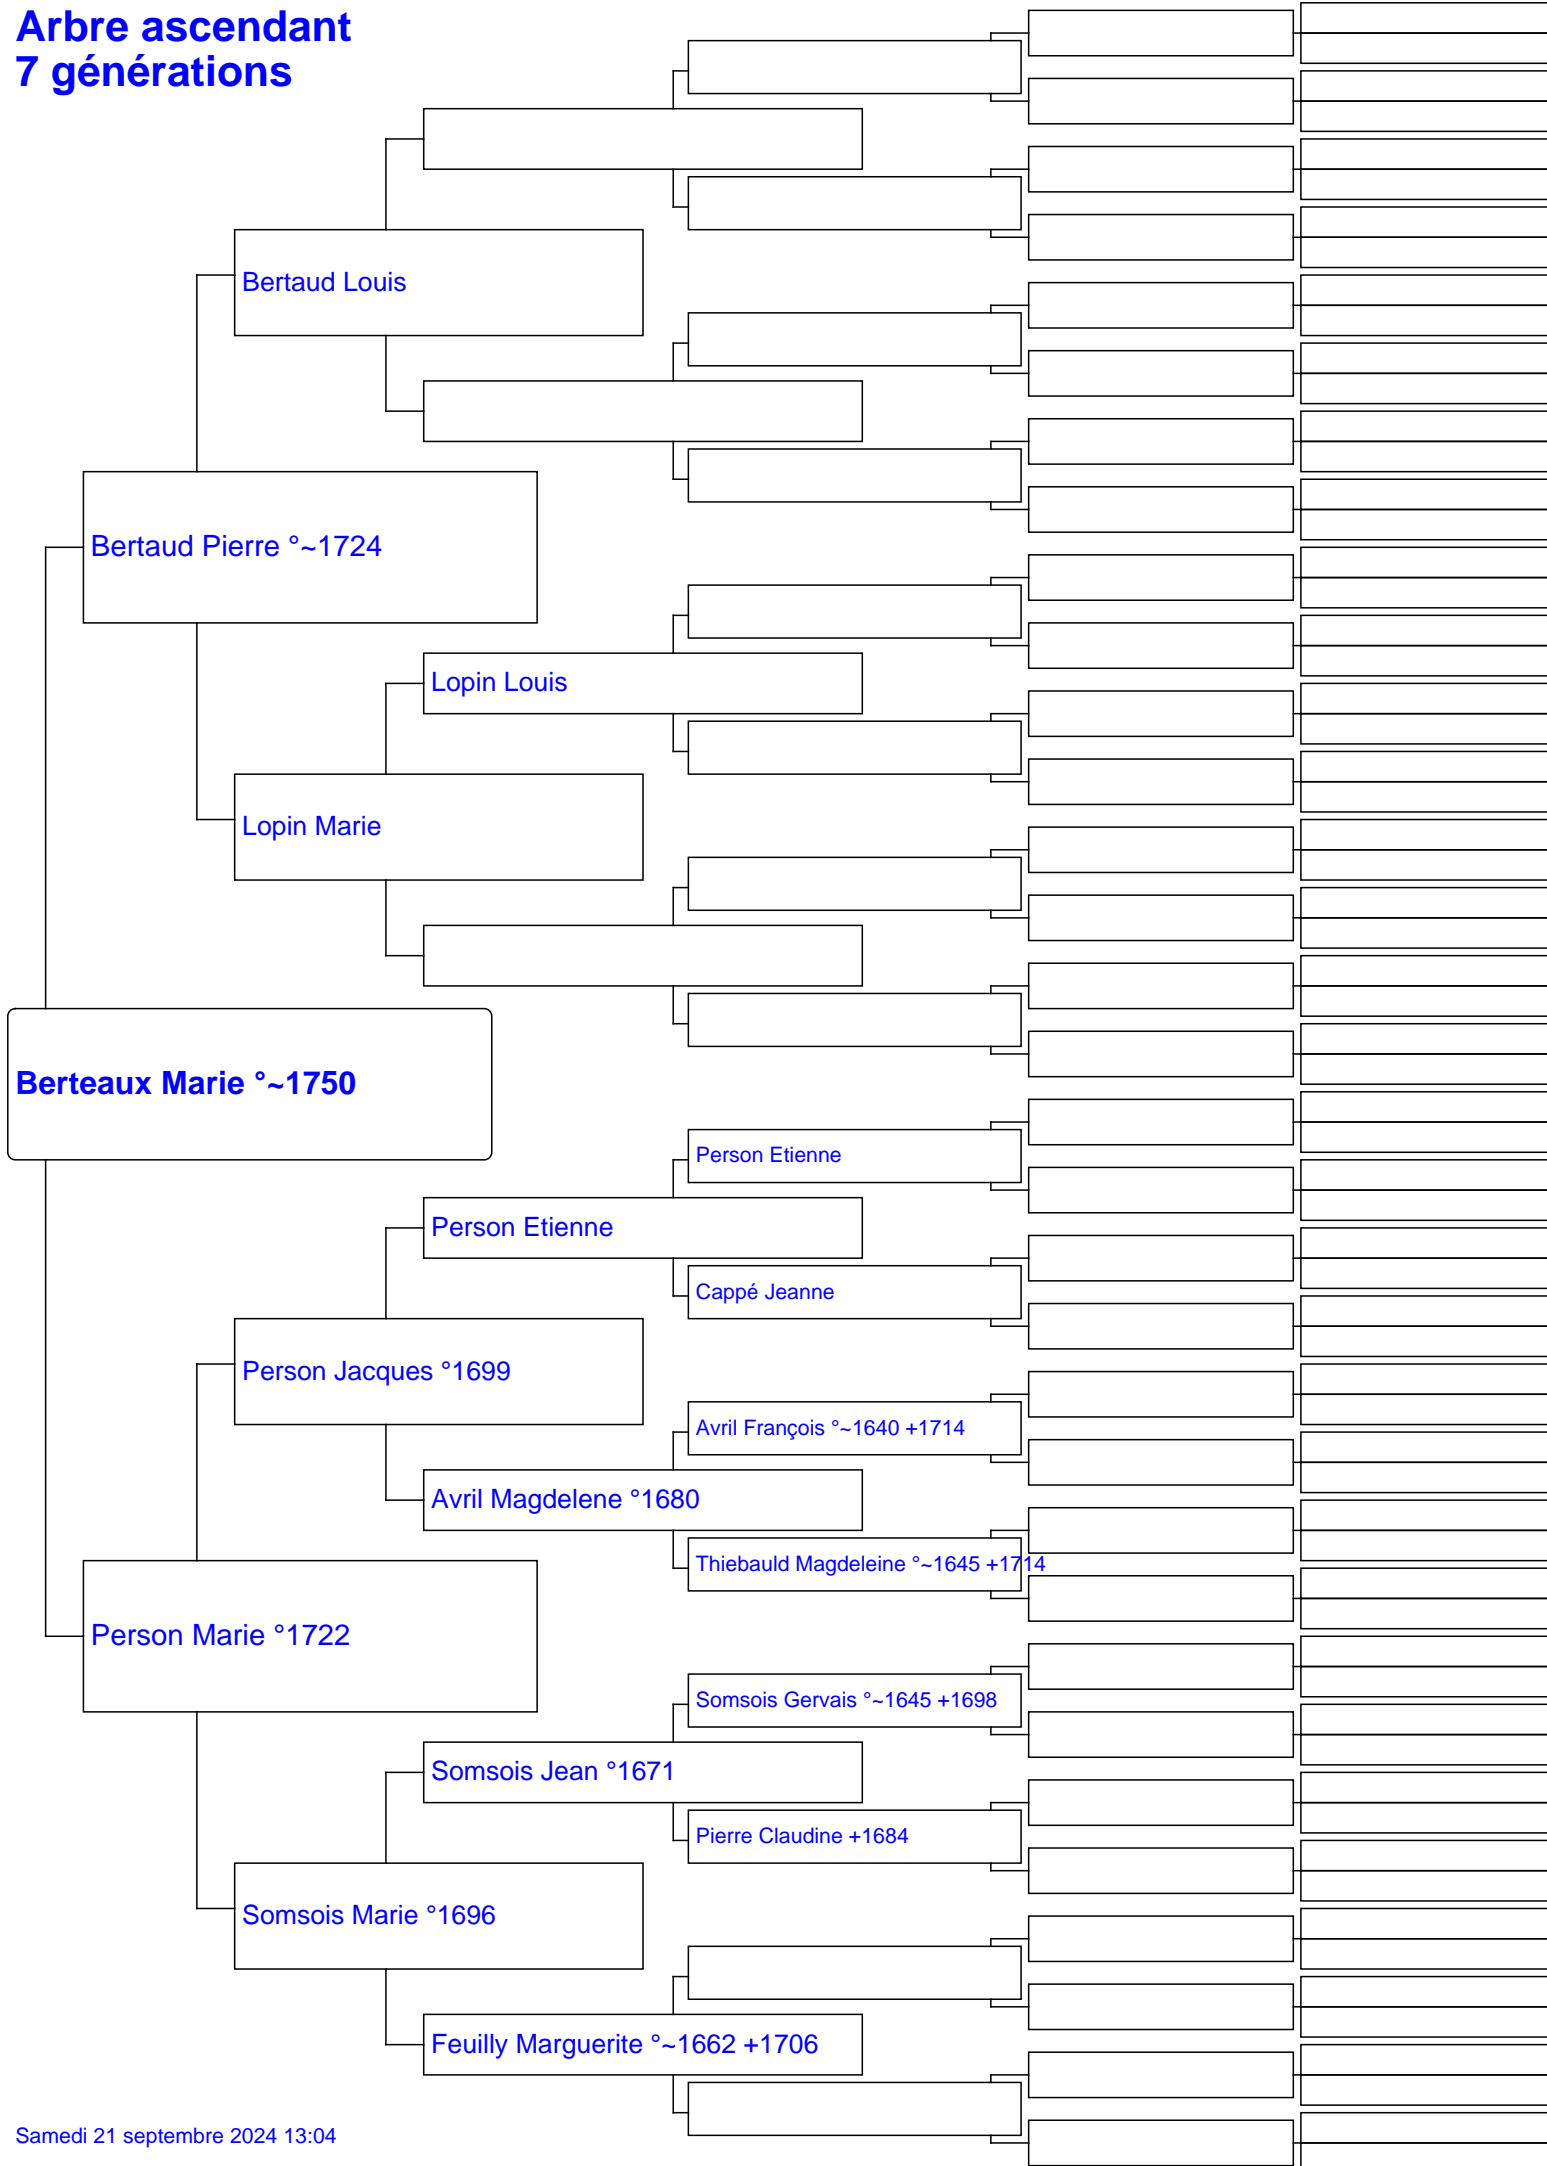 Arbre ascendant
7 générations
Bertaud Louis
Bertaud Pierre °~1724
Lopin Louis
Lopin Marie
Berteaux Marie °~1750
Person Etienne
Person Etienne
Cappé Jeanne
Person Jacques °1699
Avril François °~1640 +1714
Avril Magdelene °1680
Thiebauld Magdeleine °~1645 +1714
Person Marie °1722
Somsois Gervais °~1645 +1698
Somsois Jean °1671
Pierre Claudine +1684
Somsois Marie °1696
Feuilly Marguerite °~1662 +1706
Samedi 21 septembre 2024 13:04